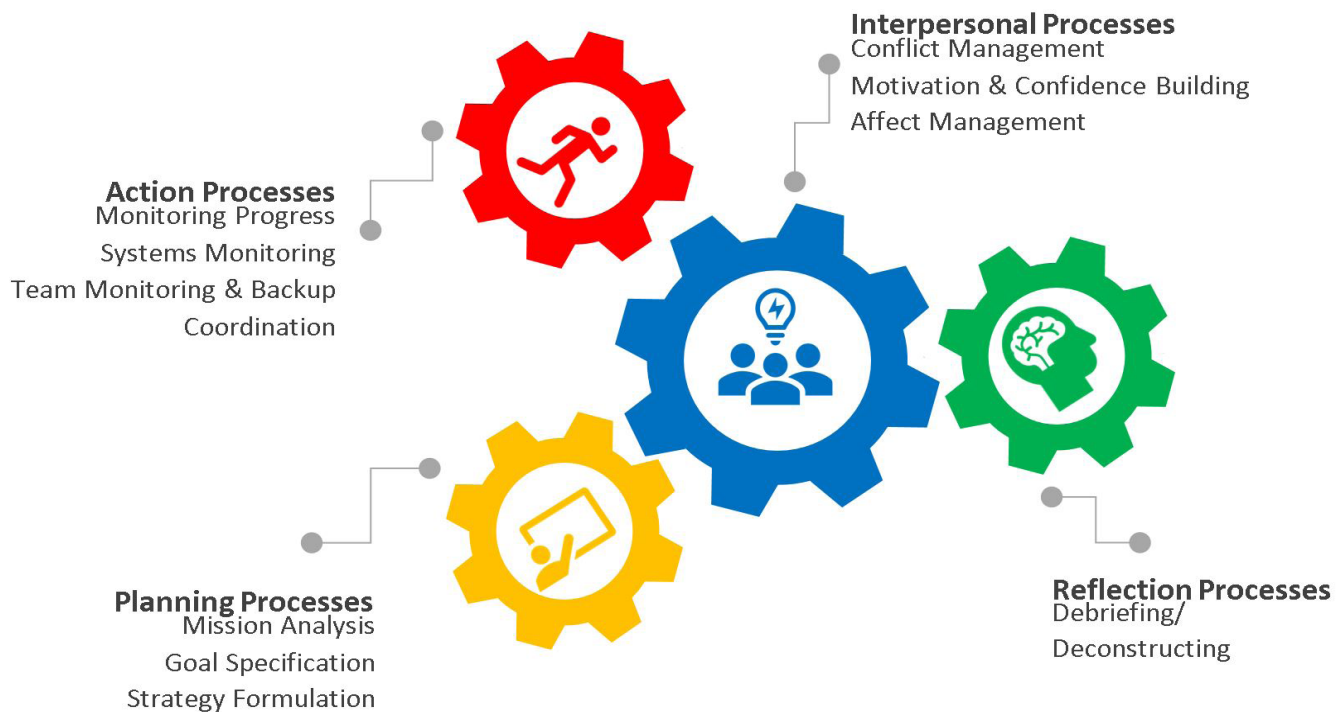 Interpersonal Processes
Conflict Management
Motivation & Confidence Building
Affect Management
Action Processes
Monitoring Progress
Systems Monitoring
Team Monitoring & Backup
Coordination
Planning Processes
Mission Analysis
Goal Specification
Strategy Formulation
Reflection Processes
Debriefing/
Deconstructing